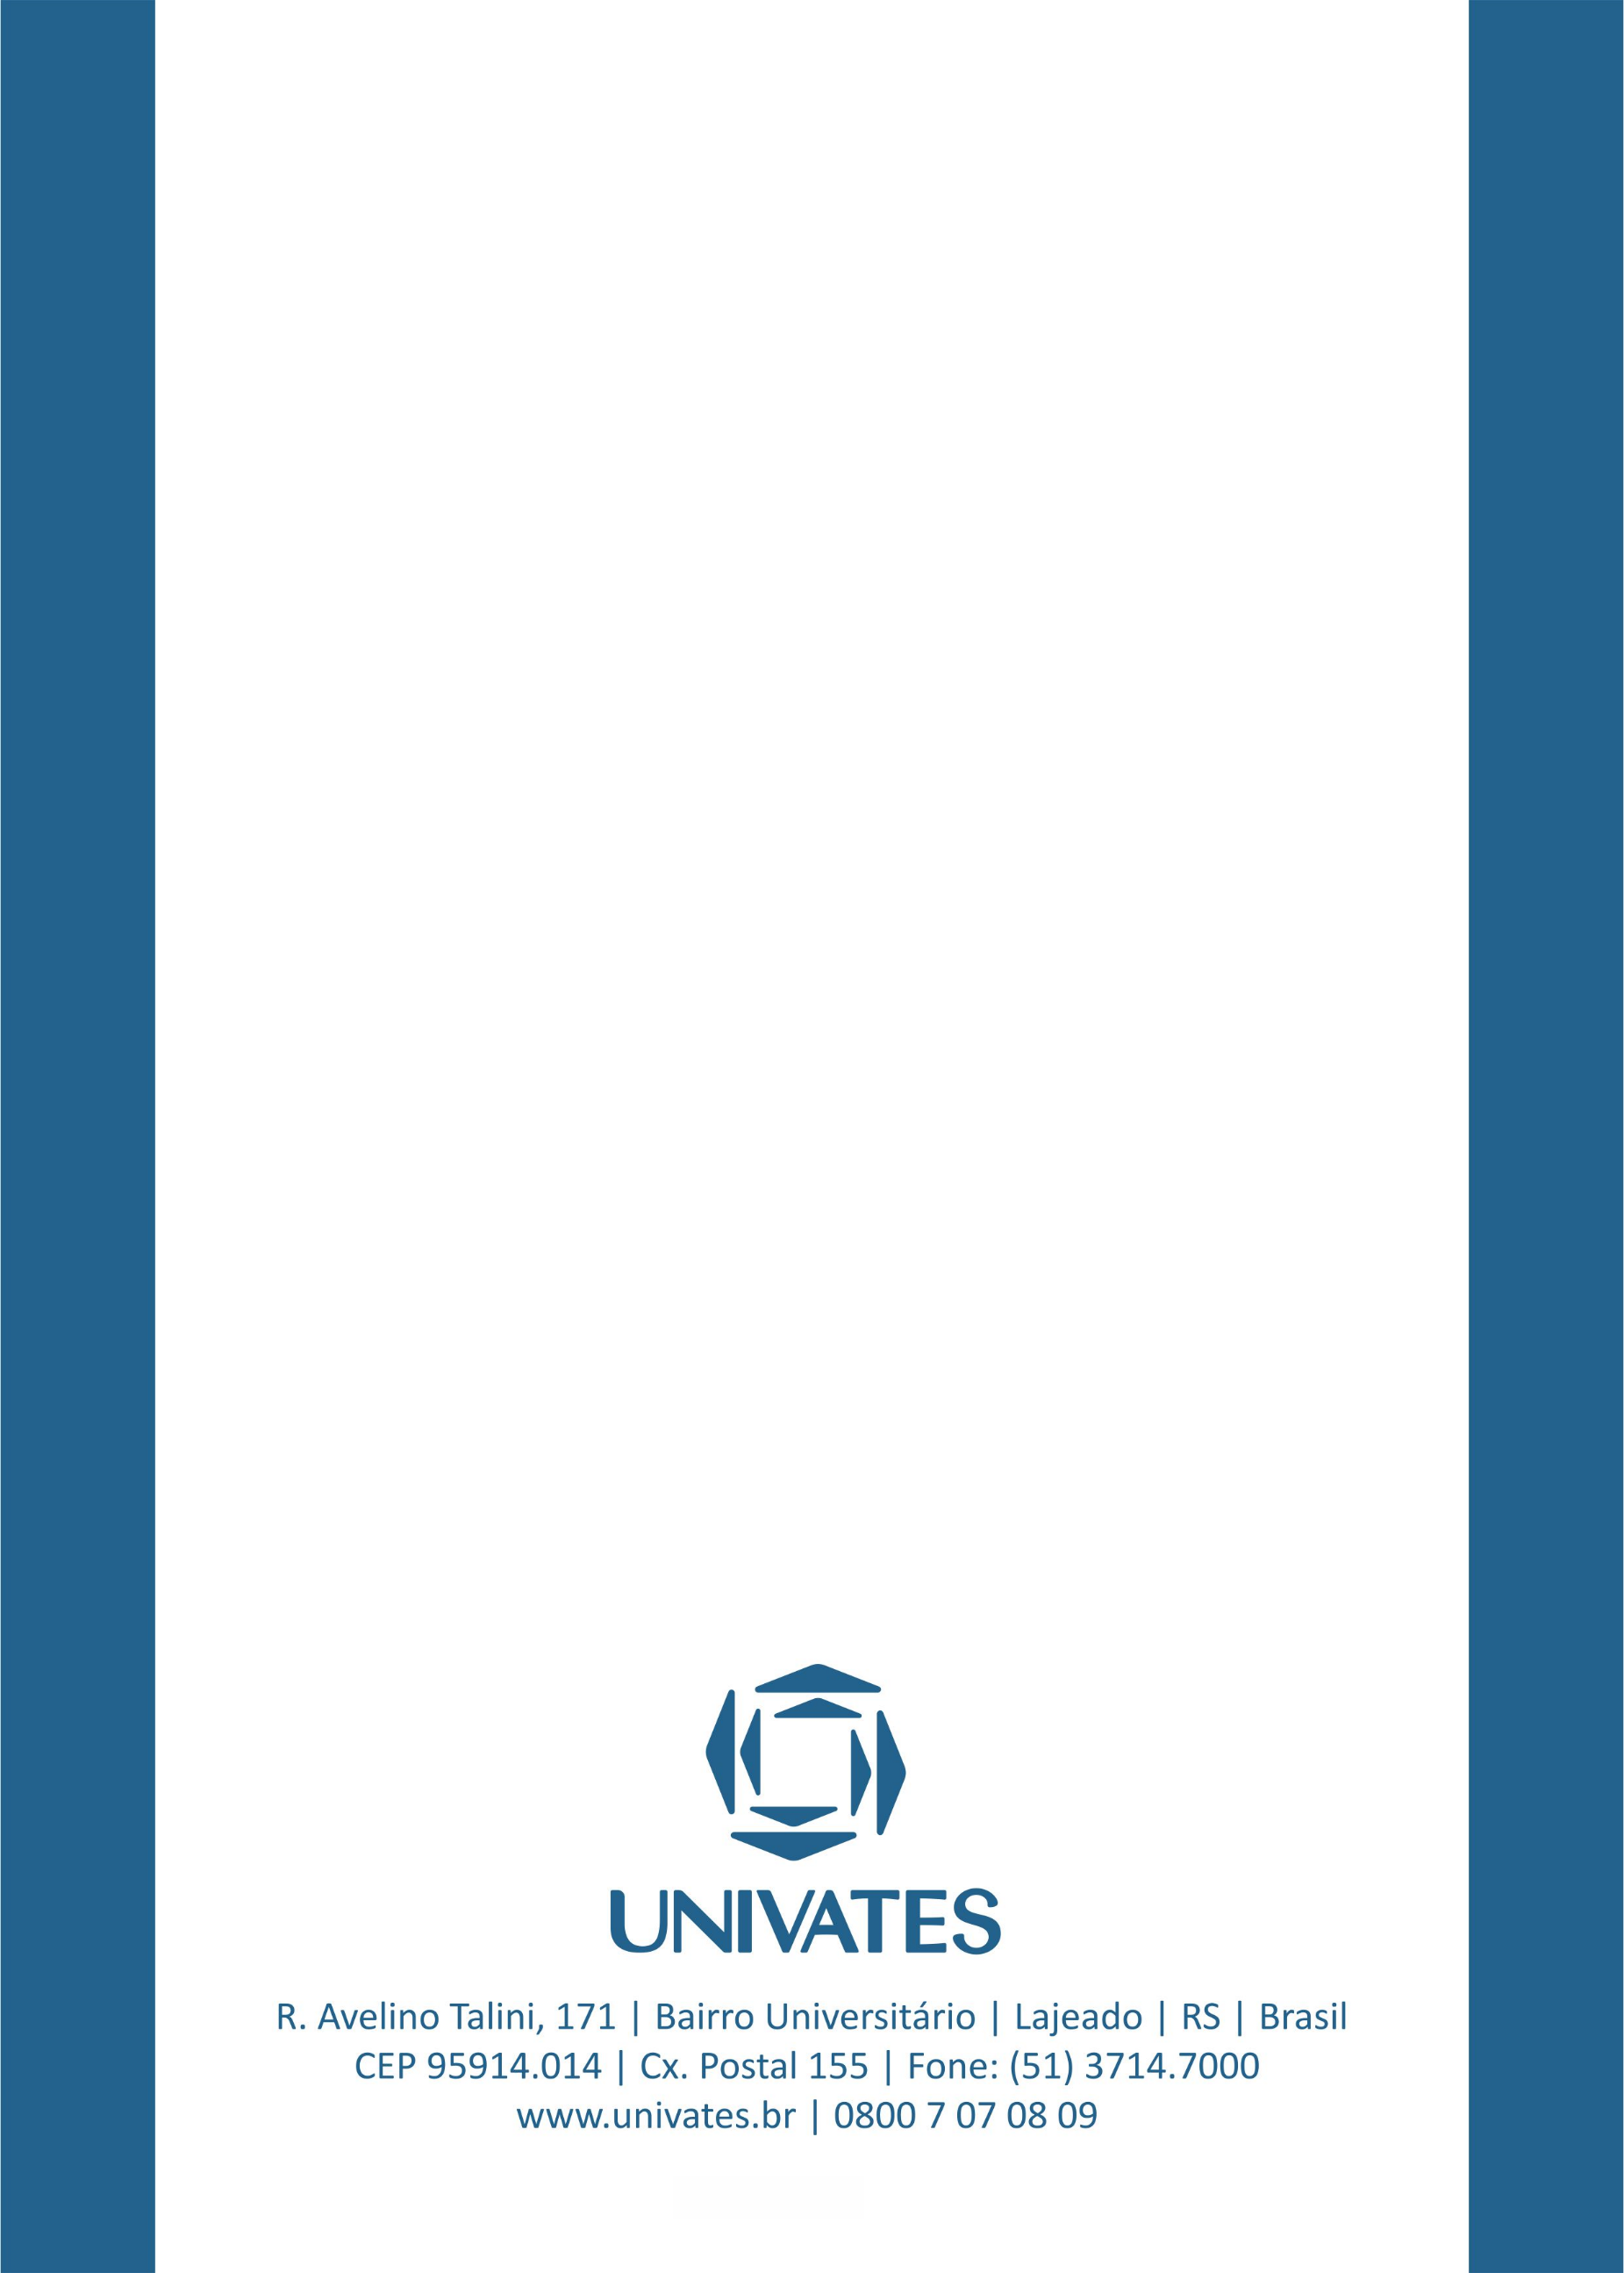 UNIVATES
R. Avelino Talini, 171 | Bairro Universitário | Lajeado | RS | Brasil
CEP 95914.014 | Cx. Postal 155 | Fone: (51) 3714.7000
www.univates.br | 0800 7 07 08 09